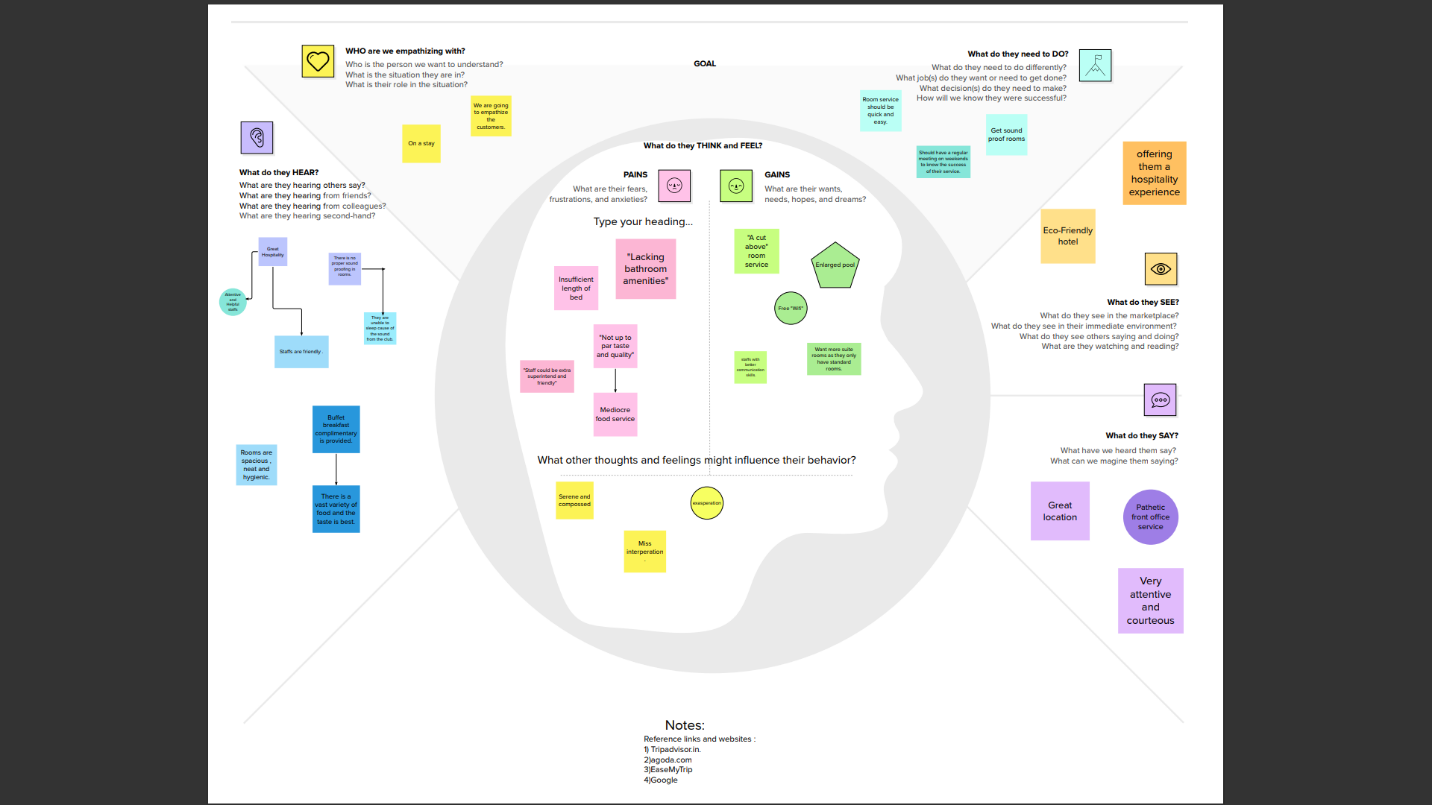 WHO are we empathizing with?
Who is the person we want to understand?
What is the situation they are in?
What is their role in the situation?
We are going
to empathise
the
customers.
On a stay
GOAL
What do they need to DO?
What do they need to do differently?
What job(s) do they want or need to get done?
What decision(s) do they need to make?
How will we know they were successful?
Room service
should be
quick and
easy.
Get sound
proof rooms
Should have a regular
meeting on weekends
to know the success
of their service.
What do they HEAR?
What are they hearing others say?
What are they hearing from friends?
What are they hearing from colleagues?
What are they hearing second-hand?
Great
Hospitality
There is no
proper sound
proofing in
rooms
Attentive
and
Helpful
staffs
They are
unable to
sleep cause of
the sound
from the club.
Staffs are friendly.
Buffet
breakfast
complimentary
is provided.
Rooms are
specious ,
neat and
hygienic.
There is a
vast variety of
food and the
taste is best.
What do they THINK and FEEL?
PAINS
What are their fears,
frustrations, and anxieties?
Type your heading...
"Lacking
bathroom
amenities"
Insufficient
length of
bed
"Not up to
par taste
and quality"
"Staff could be extra
superintend and
friendly"
Mediocre
food service
GAINS
What are their wants,
needs, hopes, and dreams?
"A cut
above"
room
service
Enlarged pool
Free "Wifi"
staffs with
better
communication
skills
Want more suite
rooms as they only
have standard
rooms.
What other thoughts and feelings might influence their behavior?
Serene and
compossed
exasperation
Miss
interperation
.
offering
them a
hospitality
experience
Eco-Friendly
hotel
What do they SEE?
What do they see in the marketplace?
What do they see in their immediate environment?
What do they see others saying and doing?
What are they watching and reading?
What do they SAY?
What have we heard them say?
What can we magine them saying?
Great
location
Pathetic
front office
service
Very
attentive
and
courteous
Notes:
Reference links and websites :
1) Tripadvisor.in.
2)agoda.com
3)EaseMyTrip
4)Google